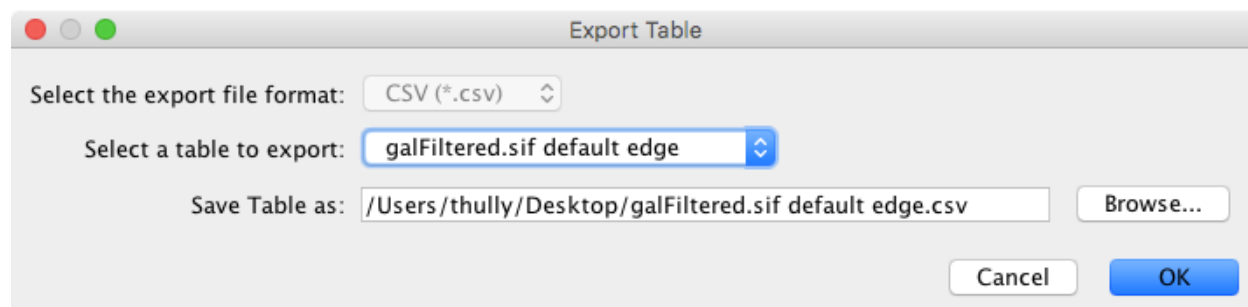 Export Table
Select the export file format: CSV (*.csv)
Select a table to export: galFiltered.sif default edge
Save Table as: /Users/thully/Desktop/galFiltered.sif default edge.csv Browse...
Cancel OK